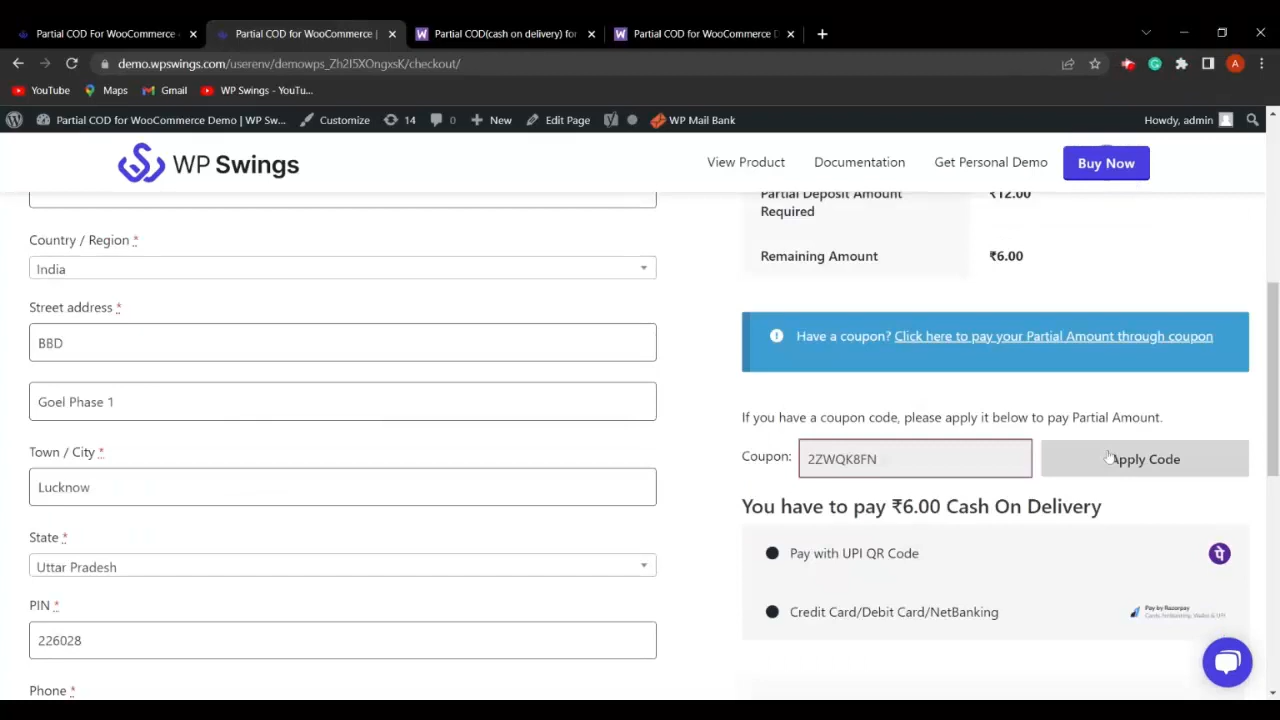 Partial COD For WooCommerce -
Partial COD for WooCommerce |
Partial COD(cash on delivery) for
Partial COD for WooCommerce D
demo.wpswings.com/userenv/demowps_Zh2I5XOngxsK/checkout/
A
YouTube
Maps
Gmail
WP Swings - YouTu...
Partial COD for WooCommerce Demo | WP Sw...
Customize
14
0
New
Edit Page
WP Mail Bank
Howdy, admin
WP Swings
View Product
Documentation
Get Personal Demo
Buy Now
Country / Region *
India
Street address *
BBD
Goel Phase 1
Town / City *
Lucknow
State *
Uttar Pradesh
PIN *
226028
Phone *
Partial Deposit Amount
Required
₹12.00
Remaining Amount
₹6.00
Have a coupon? Click here to pay your Partial Amount through coupon
If you have a coupon code, please apply it below to pay Partial Amount.
Coupon:
2ZWQK8FN
Apply Code
You have to pay ₹6.00 Cash On Delivery
Pay with UPI QR Code
पे
Credit Card/Debit Card/NetBanking
Pay by Razorpay
Cards, Netbanking, Wallet & UPI